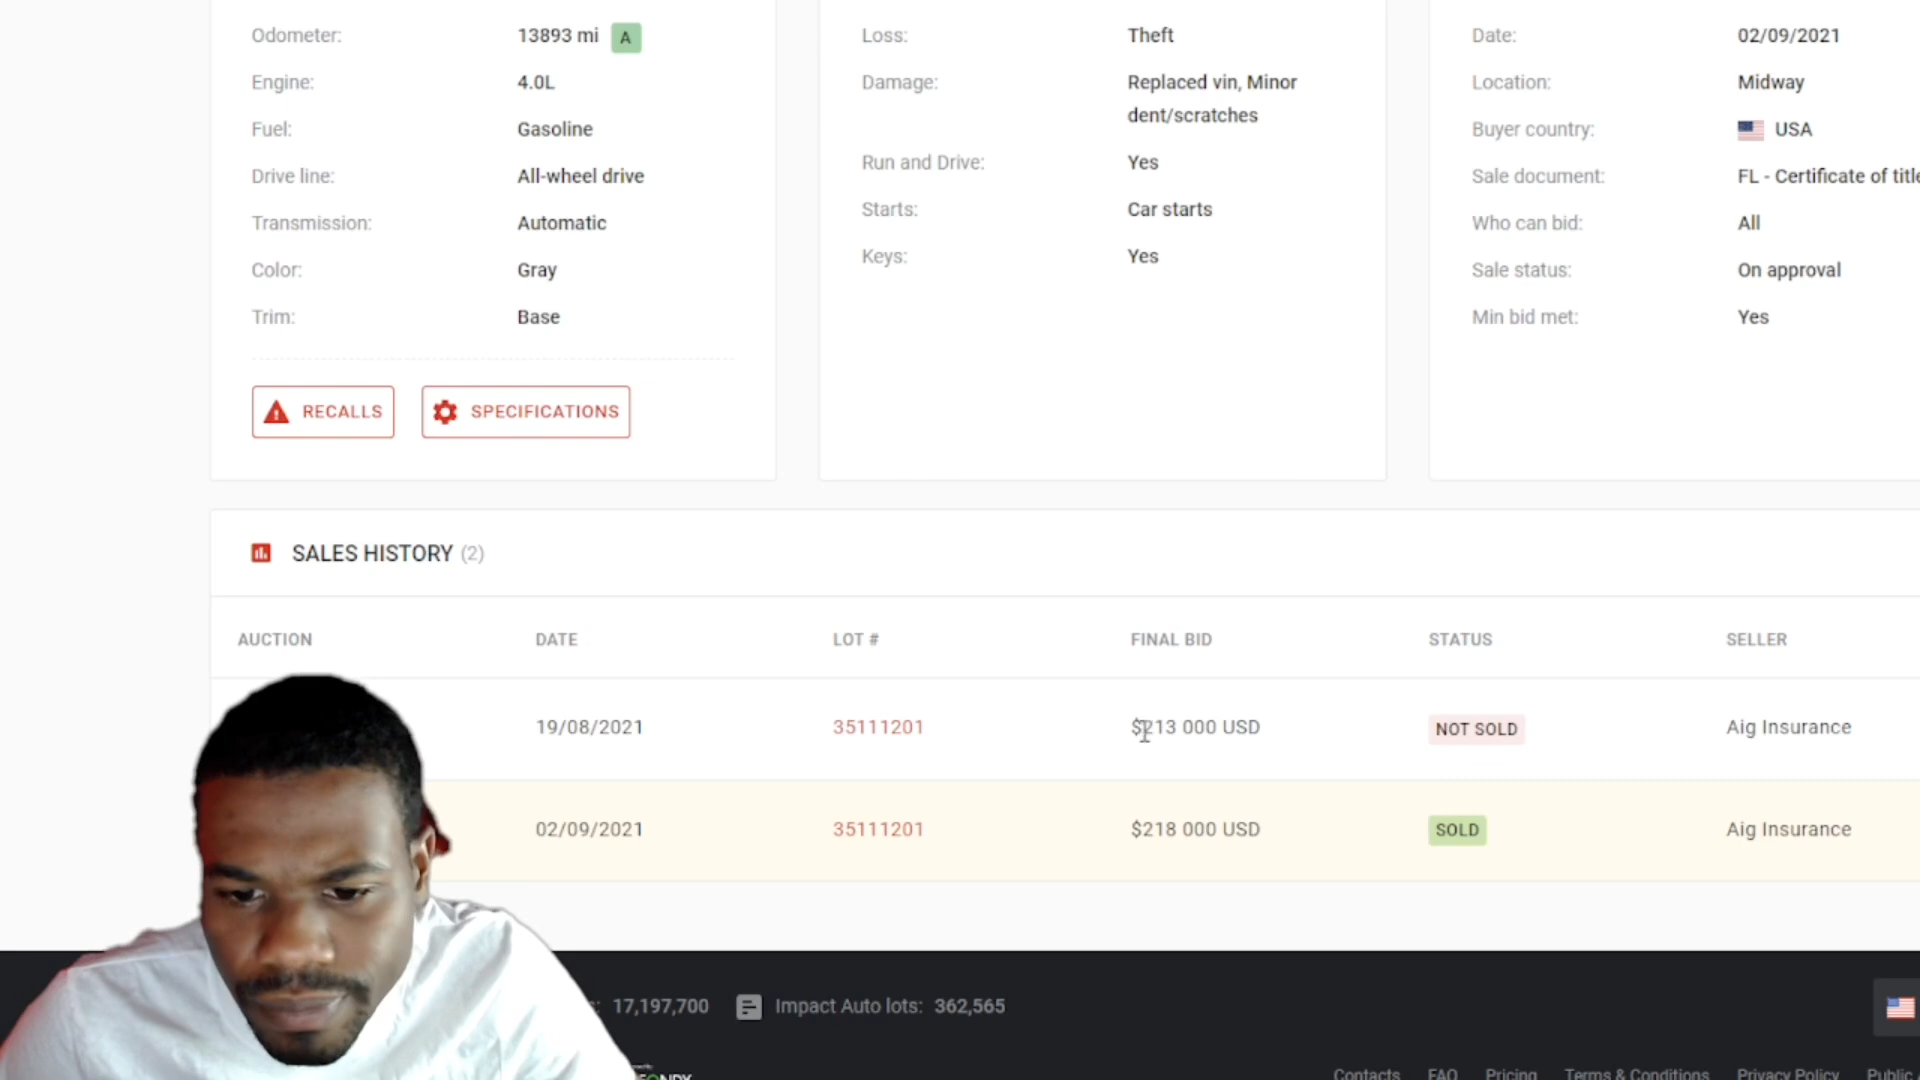 Odometer: 13893 mi A
Engine: 4.0L
Fuel: Gasoline
Drive line: All-wheel drive
Transmission: Automatic
Color: Gray
Trim: Base
RECALLS SPECIFICATIONS
Loss: Theft
Damage: Replaced vin, Minor
dent/scratches
Run and Drive: Yes
Starts: Car starts
Keys: Yes
Date: 02/09/2021
Location: Midway
Buyer country: USA
Sale document: FL - Certificate of title
Who can bid: All
Sale status: On approval
Min bid met: Yes
SALES HISTORY (2)
AUCTION DATE LOT # FINAL BID STATUS SELLER
19/08/2021 35111201 $213 000 USD NOT SOLD Aig Insurance
02/09/2021 35111201 $218 000 USD SOLD Aig Insurance
17,197,700 Impact Auto lots: 362,565
Contacts FAQ Pricing Terms & Conditions Privacy Policy Public